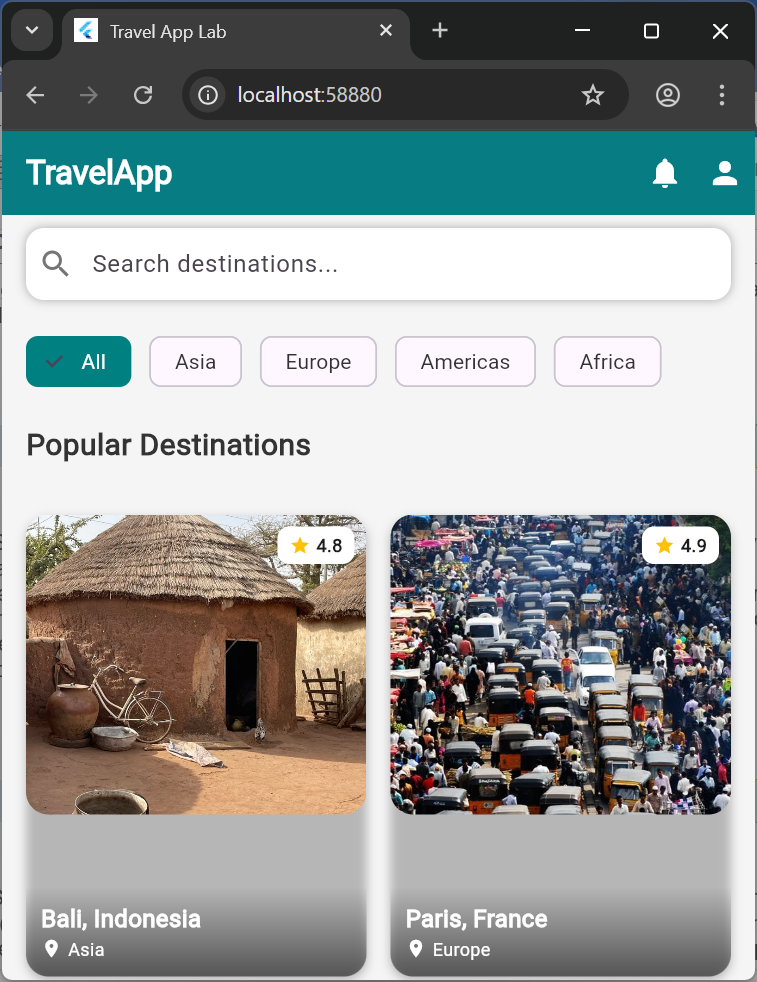 Travel App Lab
localhost:58880
TravelApp
Search destinations...
All
Asia
Europe
Americas
Africa
Popular Destinations
4.8
4.9
Bali, Indonesia
Asia
Paris, France
Europe